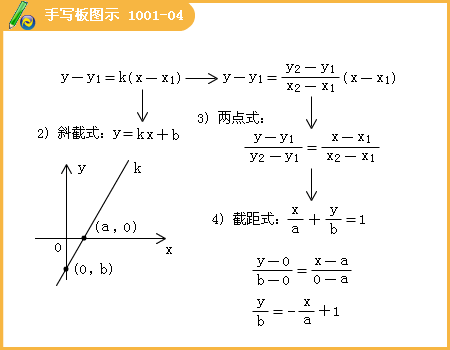 手写板图示 1001-04
y－y₁＝k(x－x₁) → y－y₁＝(y₂－y₁)/(x₂－x₁)(x－x₁)
3) 两点式：
(y－y₁)/(y₂－y₁)＝(x－x₁)/(x₂－x₁)
2) 斜截式：y＝kx＋b
y
k
(a, 0)
0
x
(0, b)
4) 截距式：x/a＋y/b＝1
(y－0)/(b－0)＝(x－a)/(0－a)
y/b＝－x/a＋1